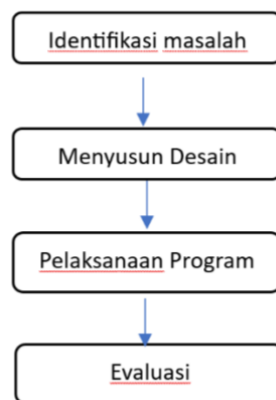 Identifikasi masalah
Menyusun Desain
Pelaksanaan Program
Evaluasi